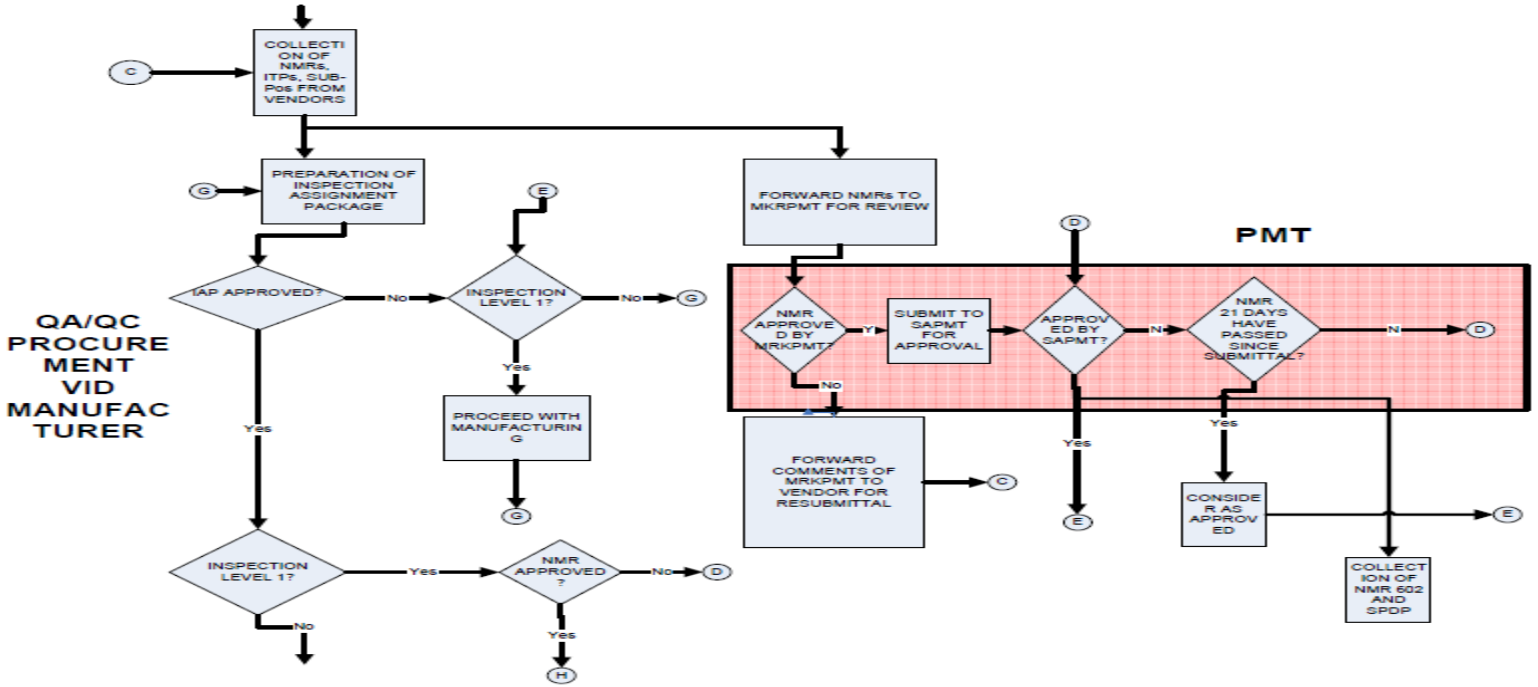 COLLECTI
ON OF
NMRs,
ITPs, SUB-
Pos FROM
VENDORS
C
PREPARATION OF
INSPECTION
ASSIGNMENT
PACKAGE
G
E
FORWARD NMRs TO
MKRPMT FOR REVIEW
D
PMT
IAP APPROVED?
No
INSPECTION
LEVEL 1?
No
G
QA/QC
PROCURE
MENT
VID
MANUFAC
TURER
NMR
APPROVE
D BY
MRKPMT?
Y
SUBMIT TO
SAPMT
FOR
APPROVAL
APPROV
ED BY
SAPMT?
N
NMR
21 DAYS
HAVE
PASSED
SINCE
SUBMITTAL?
N
D
Yes
No
PROCEED WITH
MANUFACTURIN
G
Yes
Yes
Yes
FORWARD
COMMENTS OF
MRKPMT TO
VENDOR FOR
RESUBMITTAL
C
G
E
CONSIDE
R AS
APPROV
ED
E
INSPECTION
LEVEL 1?
Yes
NMR
APPROVED
?
No
D
COLLECT
ION OF
NMR 602
AND
SPDP
No
Yes
H